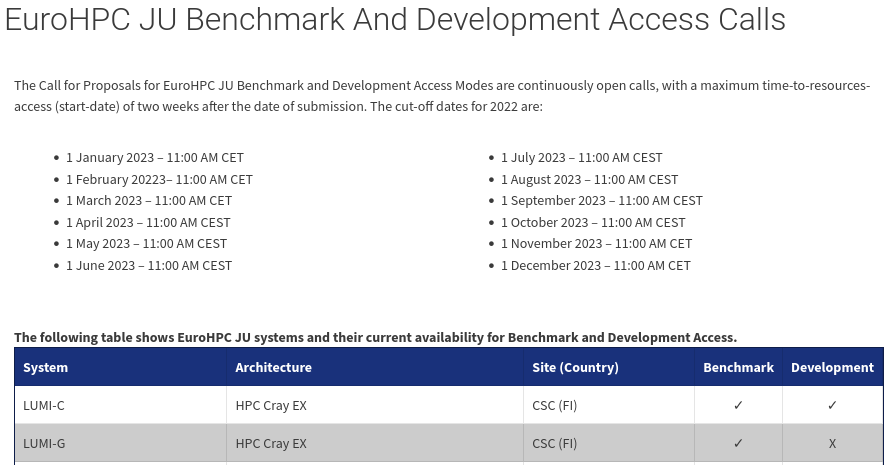 EuroHPC JU Benchmark And Development Access Calls
The Call for Proposals for EuroHPC JU Benchmark and Development Access Modes are continuously open calls, with a maximum time-to-resources-
access (start-date) of two weeks after the date of submission. The cut-off dates for 2022 are:
• 1 January 2023 – 11:00 AM CET
• 1 February 20223– 11:00 AM CET
• 1 March 2023 – 11:00 AM CET
• 1 April 2023 – 11:00 AM CEST
• 1 May 2023 – 11:00 AM CEST
• 1 June 2023 – 11:00 AM CEST
• 1 July 2023 – 11:00 AM CEST
• 1 August 2023 – 11:00 AM CEST
• 1 September 2023 – 11:00 AM CEST
• 1 October 2023 – 11:00 AM CEST
• 1 November 2023 – 11:00 AM CET
• 1 December 2023 – 11:00 AM CET
The following table shows EuroHPC JU systems and their current availability for Benchmark and Development Access.
System Architecture Site (Country) Benchmark Development
LUMI-C HPC Cray EX CSC (FI) ✓ ✓
LUMI-G HPC Cray EX CSC (FI) ✓ X